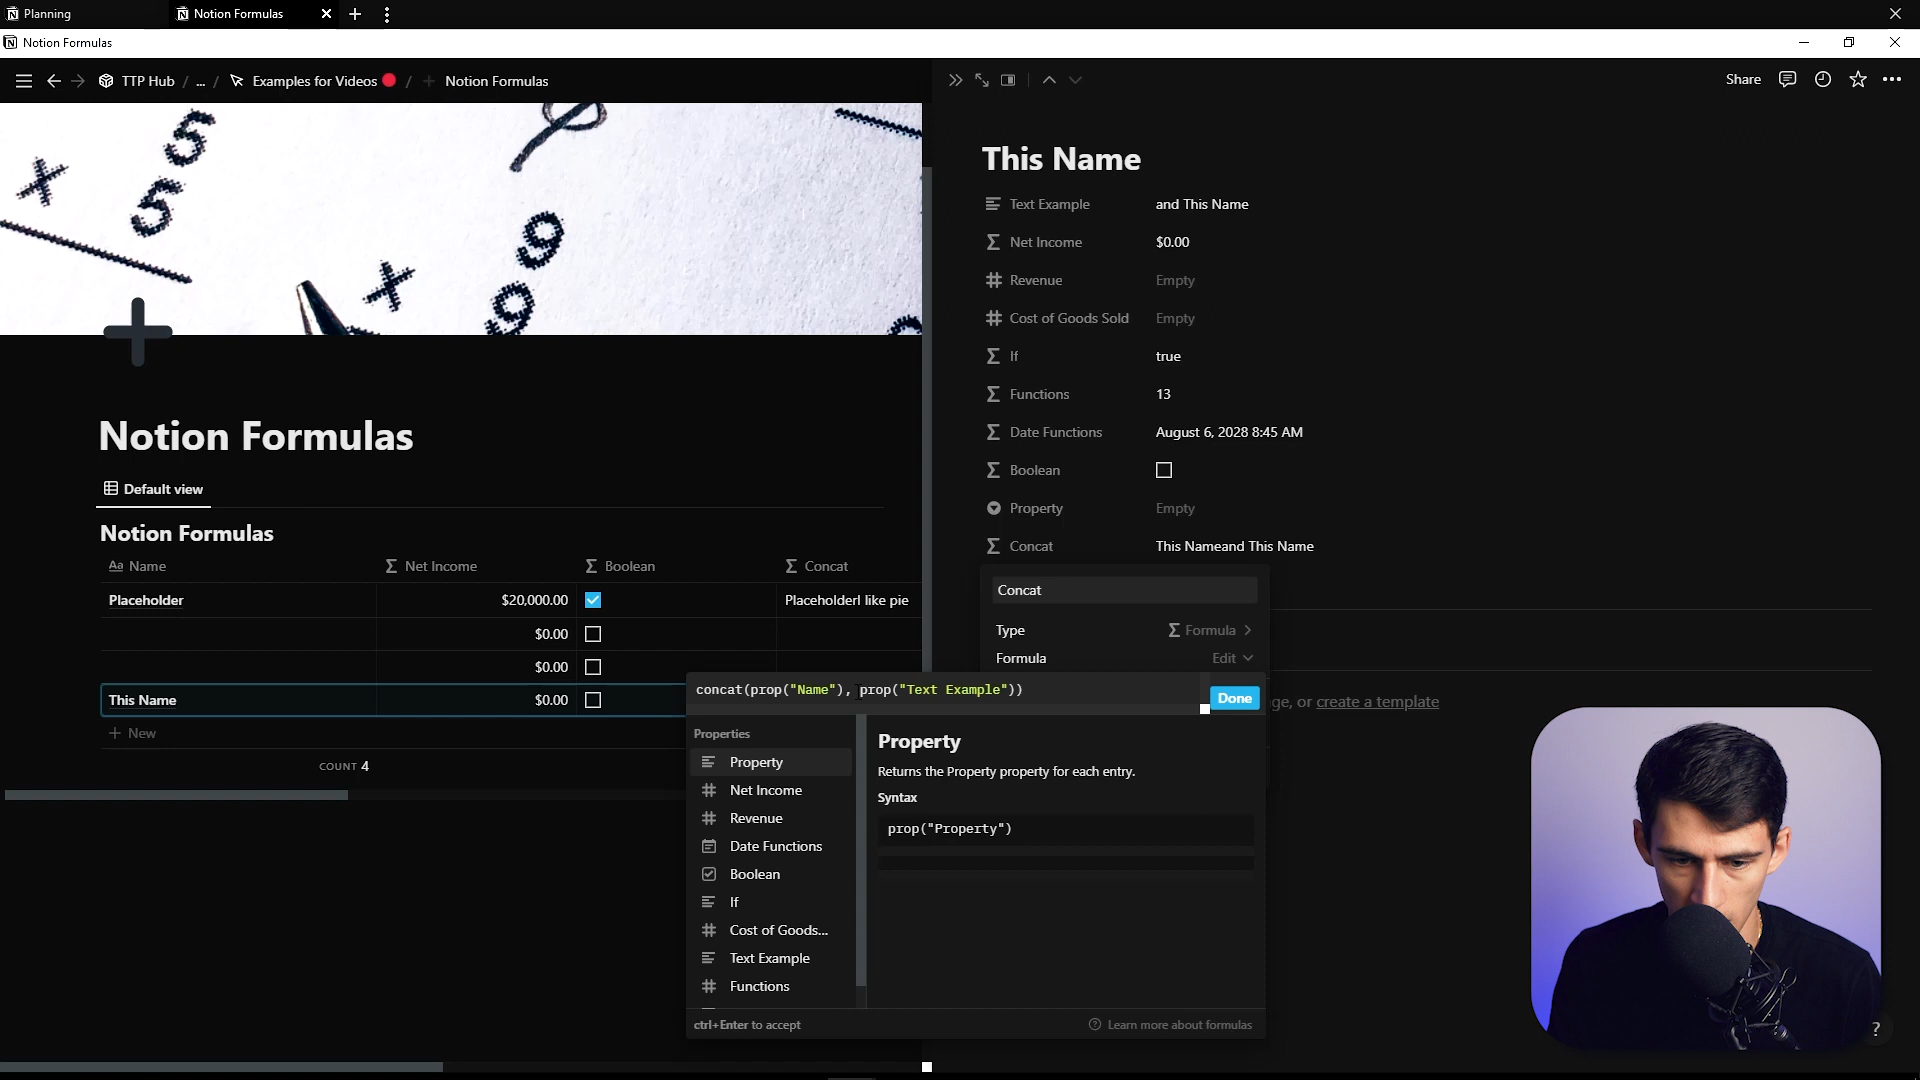 Planning
Notion Formulas
Notion Formulas
TTP Hub / ... / Examples for Videos / Notion Formulas
Share
5
5
9
9
This Name
Text Example and This Name
Net Income $0.00
Revenue Empty
Cost of Goods Sold Empty
If true
Functions 13
Date Functions August 6, 2028 8:45 AM
Boolean
Property Empty
Concat This Nameand This Name
Notion Formulas
Default view
Notion Formulas
Aa Name Net Income Boolean Concat
Placeholder $20,000.00 PlaceholderI like pie
$0.00
$0.00
This Name $0.00
+ New
COUNT 4
Concat
Type Formula
Formula Edit
concat(prop("Name"), prop("Text Example"))
Done
ge, or create a template
Properties
Property
Net Income
Revenue
Date Functions
Boolean
If
Cost of Goods...
Text Example
Functions
Property
Returns the Property property for each entry.
Syntax
prop("Property")
ctrl+Enter to accept
Learn more about formulas
?